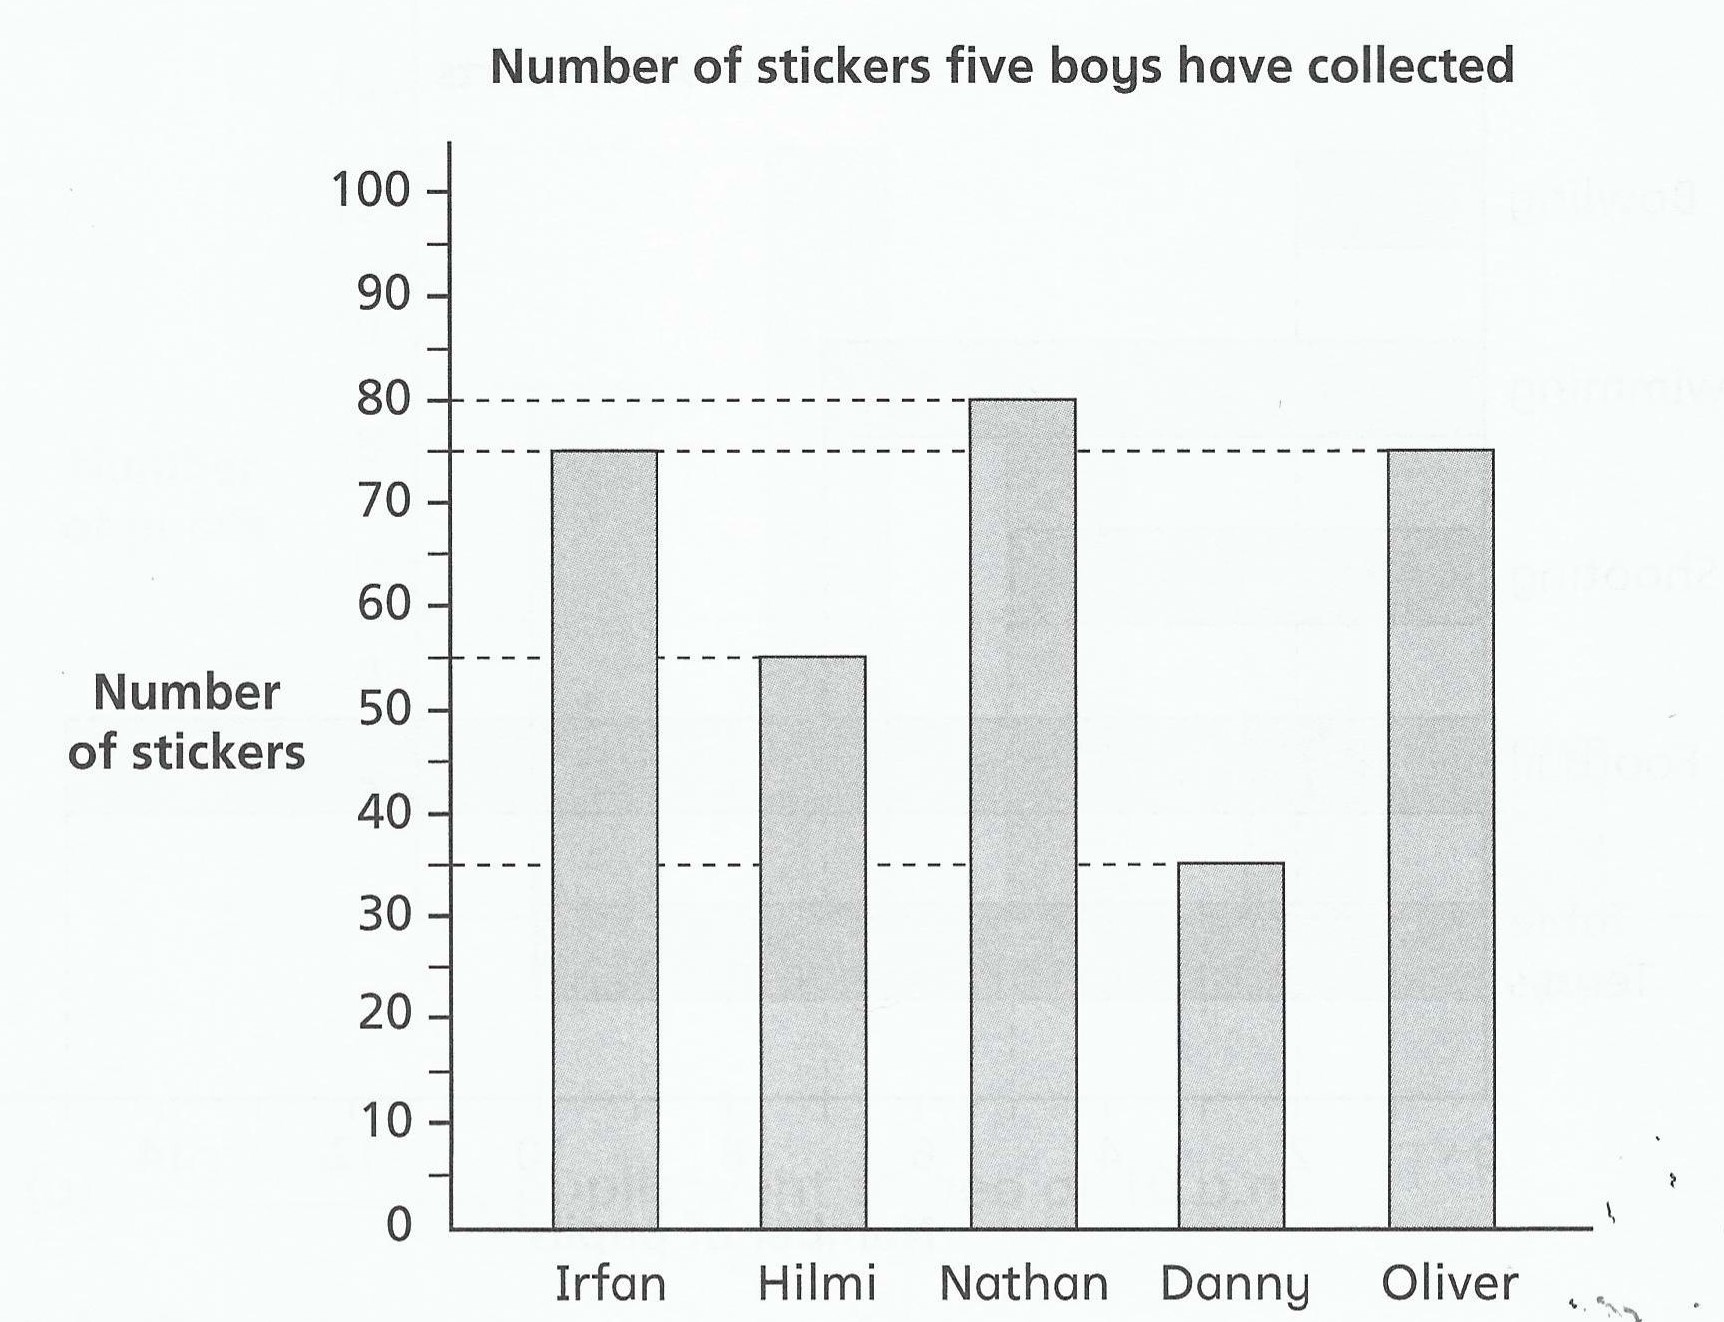 Number of stickers five boys have collected
100
90
80
70
60
50
40
30
20
10
0
Number
of stickers
Irfan Hilmi Nathan Danny Oliver